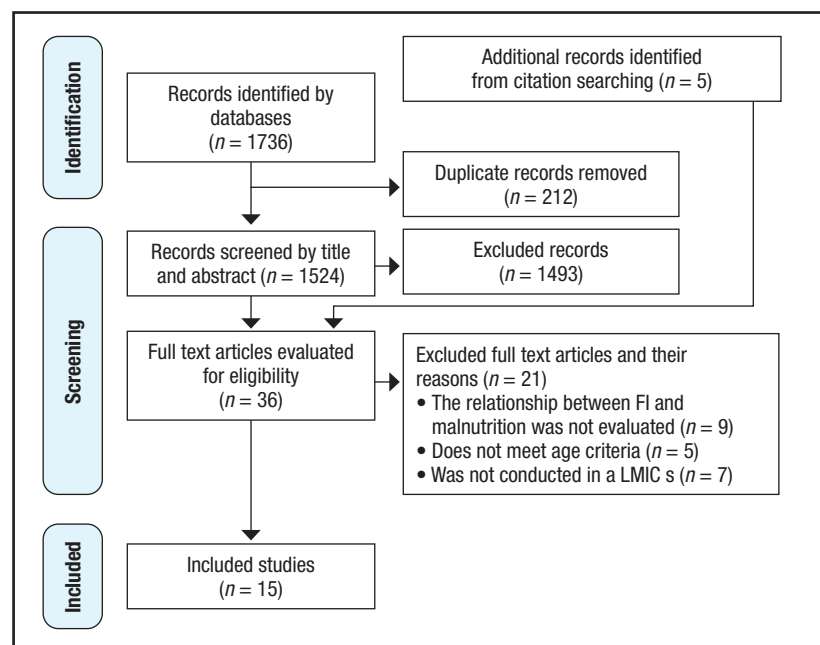 Identification
Additional records identified
from citation searching (n = 5)
Records identified by
databases
(n = 1736)
Duplicate records removed
(n = 212)
Screening
Records screened by title
and abstract (n = 1524)
Excluded records
(n = 1493)
Full text articles evaluated
for eligibility
(n = 36)
Excluded full text articles and their
reasons (n = 21)
• The relationship between FI and
malnutrition was not evaluated (n = 9)
• Does not meet age criteria (n = 5)
• Was not conducted in a LMIC s (n = 7)
Included
Included studies
(n = 15)